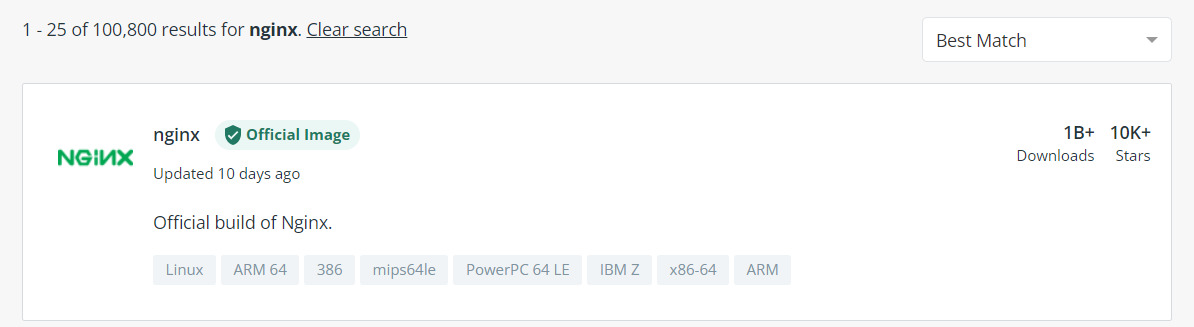 1 - 25 of 100,800 results for nginx. Clear search
Best Match
NGINX
nginx Official Image
1B+ 10K+
Downloads Stars
Updated 10 days ago
Official build of Nginx.
Linux ARM 64 386 mips64le PowerPC 64 LE IBM Z x86-64 ARM